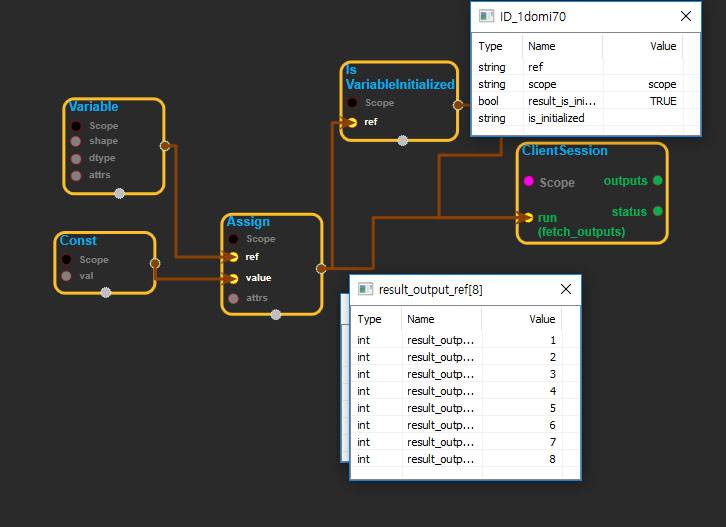 ID_1domi70
Type Name Value
string ref
string scope scope
bool result_is_ini... TRUE
string is_initialized
Is
VariableInitialized
Scope
ref
Variable
Scope
shape
dtype
attrs
ClientSession
Scope outputs
status
run
(fetch_outputs)
Const
Scope
val
Assign
Scope
ref
value
attrs
result_output_ref[8]
Type Name Value
int result_outp... 1
int result_outp... 2
int result_outp... 3
int result_outp... 4
int result_outp... 5
int result_outp... 6
int result_outp... 7
int result_outp... 8